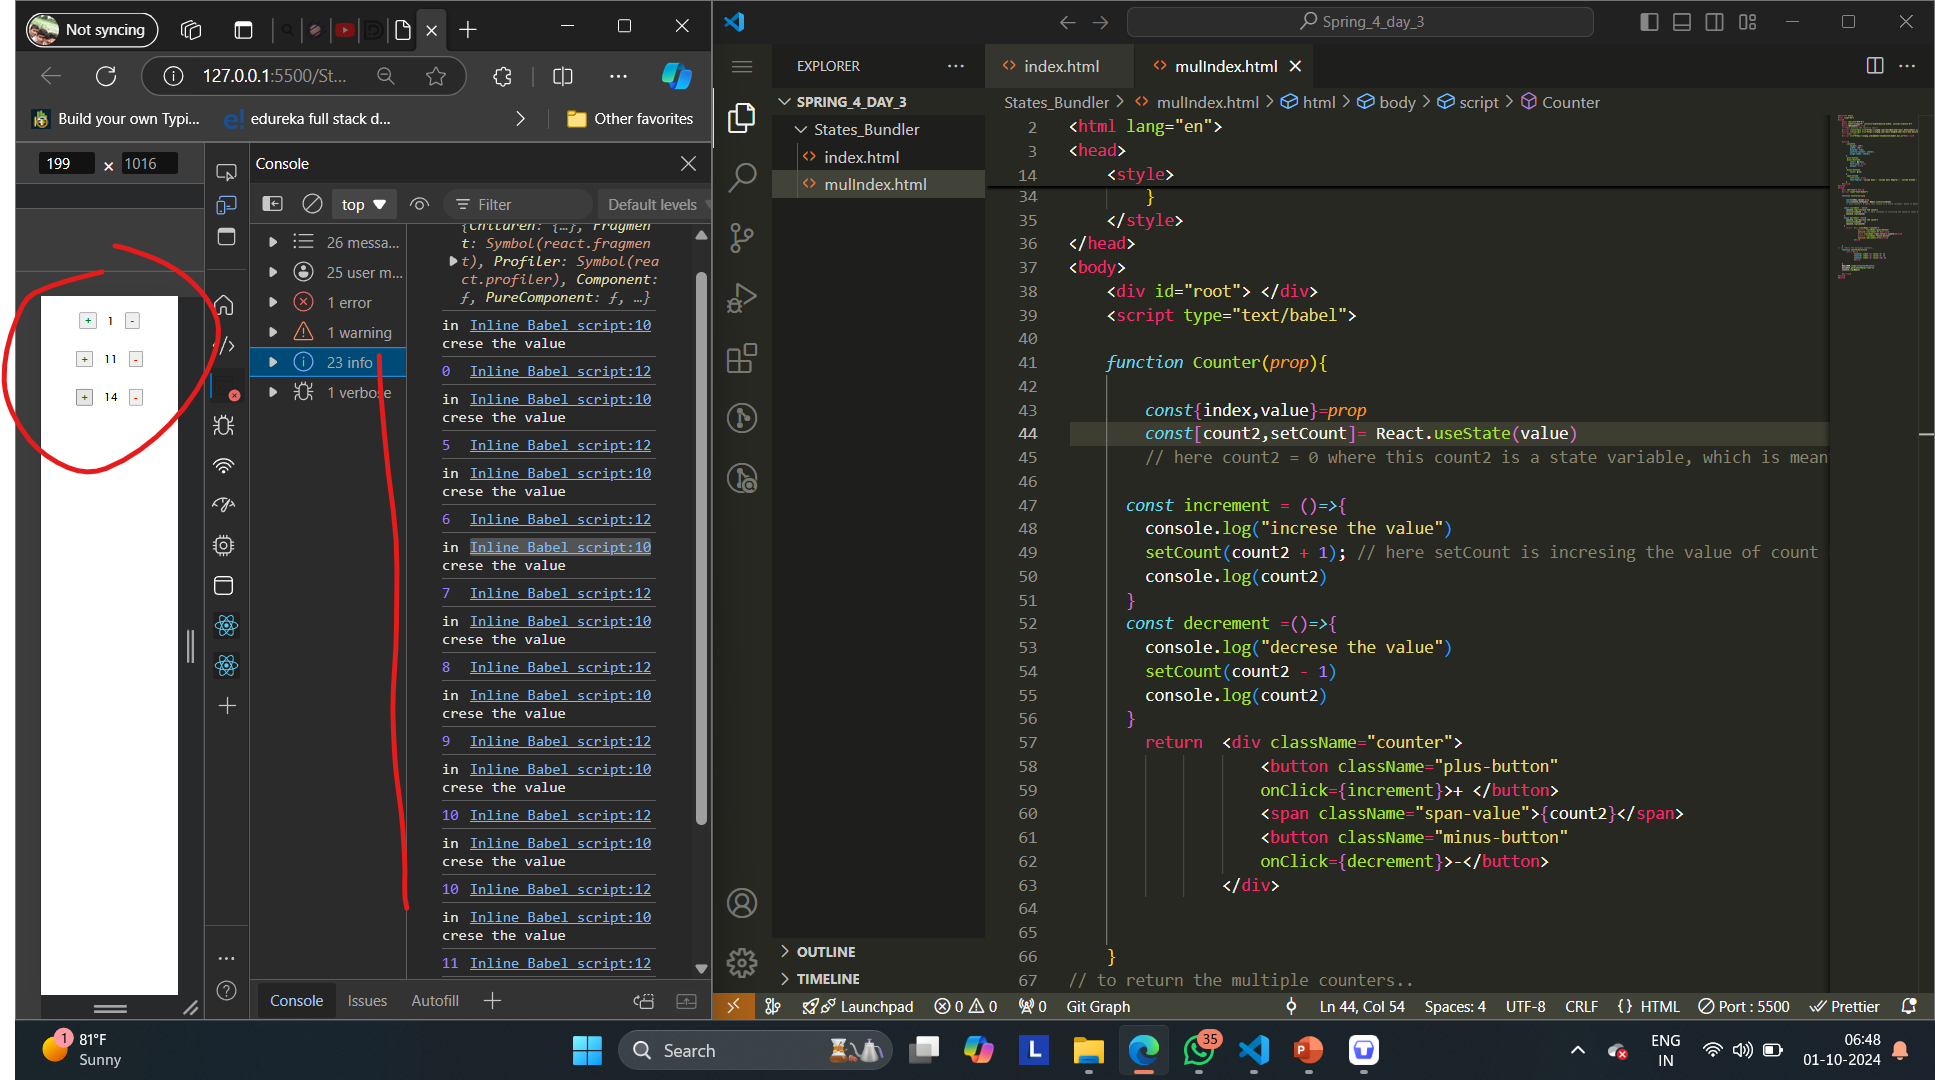 Not syncing
127.0.0.1:5500/St...
Build your own Typi...
edureka full stack d...
Other favorites
199
×
1016
Console
top
Filter
Default levels
26 messa...
25 user m...
1 error
1 warning
23 info
1 verbose
+ 1 -
+ 11 -
+ 14 -
{Children: {…}, Fragmen
t: Symbol(react.fragmen
t), Profiler: Symbol(rea
ct.profiler), Component:
ƒ, PureComponent: ƒ, …}
in Inline Babel script:10
crese the value
0 Inline Babel script:12
in Inline Babel script:10
crese the value
5 Inline Babel script:12
in Inline Babel script:10
crese the value
6 Inline Babel script:12
in Inline Babel script:10
crese the value
7 Inline Babel script:12
in Inline Babel script:10
crese the value
8 Inline Babel script:12
in Inline Babel script:10
crese the value
9 Inline Babel script:12
in Inline Babel script:10
crese the value
10 Inline Babel script:12
in Inline Babel script:10
crese the value
10 Inline Babel script:12
in Inline Babel script:10
crese the value
11 Inline Babel script:12
Console
Issues
Autofill
Spring_4_day_3
EXPLORER
SPRING_4_DAY_3
States_Bundler
index.html
mulIndex.html
OUTLINE
TIMELINE
index.html
mulIndex.html
States_Bundler > mulIndex.html > html > body > script > Counter
2 <html lang="en">
3 <head>
14 <style>
34 }
35 </style>
36 </head>
37 <body>
38 <div id="root"> </div>
39 <script type="text/babel">
40
41 function Counter(prop){
42
43 const{index,value}=prop
44 const[count2,setCount]= React.useState(value)
45 // here count2 = 0 where this count2 is a state variable, which is mean
46
47 const increment = ()=>{
48 console.log("increse the value")
49 setCount(count2 + 1); // here setCount is incresing the value of count
50 console.log(count2)
51 }
52 const decrement =()=>{
53 console.log("decrese the value")
54 setCount(count2 - 1)
55 console.log(count2)
56 }
57 return <div className="counter">
58 <button className="plus-button"
59 onClick={increment}>+ </button>
60 <span className="span-value">{count2}</span>
61 <button className="minus-button"
62 onClick={decrement}>-</button>
63 </div>
64
65
66 }
67 // to return the multiple counters..
Launchpad
0
0
0
Git Graph
Ln 44, Col 54
Spaces: 4
UTF-8
CRLF
{} HTML
Port : 5500
Prettier
1
81°F
Sunny
Search
L
35
P
ENG
IN
06:48
01-10-2024